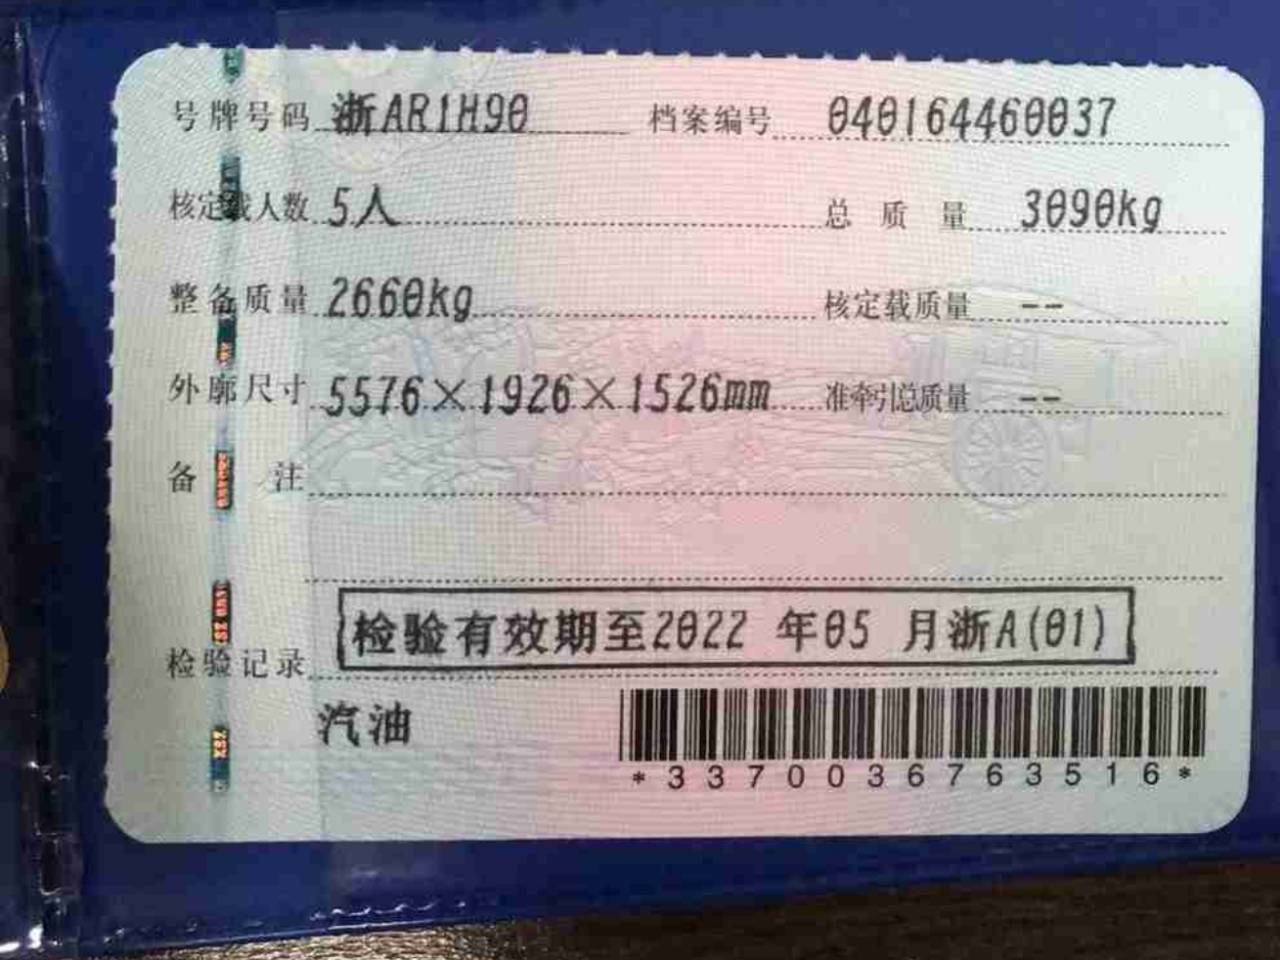 号牌号码 浙AR1H90 档案编号 040164460037
核定载人数 5人 总质量 3090kg
整备质量 2660kg 核定载质量 --
外廓尺寸 5576×1926×1526mm 准牵引总质量 --
备注
检验记录 检验有效期至2022 年05 月浙A(01)
汽油
*3370036763516*